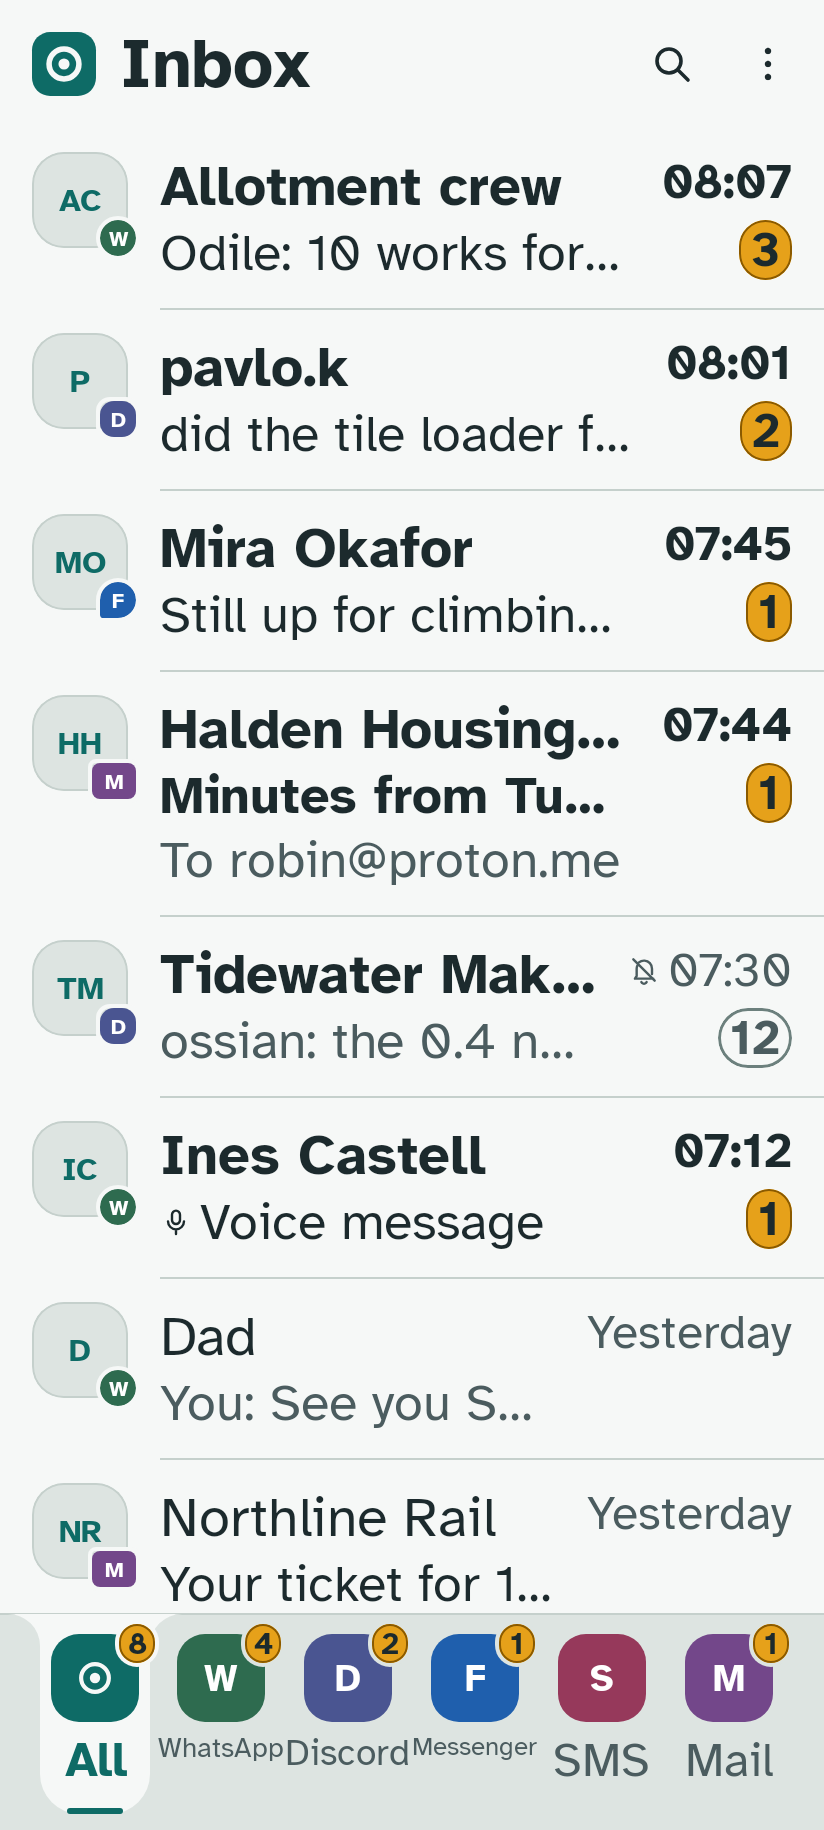 Inbox
AC
W
Allotment crew 08:07
Odile: 10 works for… 3
P
D
pavlo.k 08:01
did the tile loader f… 2
MO
F
Mira Okafor 07:45
Still up for climbin… 1
HH
M
Halden Housing… 07:44
Minutes from Tu… 1
To robin@proton.me
TM
D
Tidewater Mak… 07:30
ossian: the 0.4 n… 12
IC
W
Ines Castell 07:12
Voice message 1
D
W
Dad Yesterday
You: See you S…
NR
M
Northline Rail Yesterday
Your ticket for 1…
8 4 2 1 1
W D F S M
All WhatsApp Discord Messenger SMS Mail